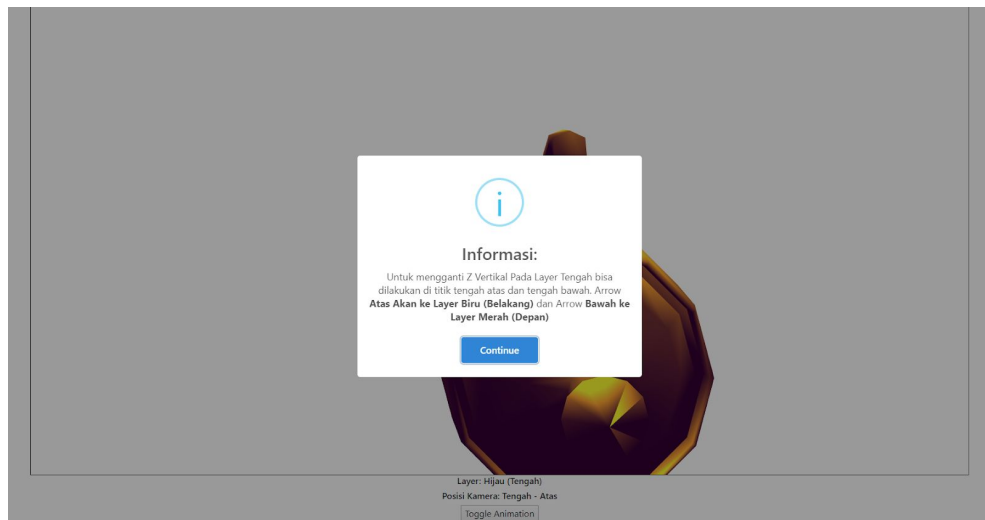 i
Informasi:
Untuk mengganti Z Vertikal Pada Layer Tengah bisa
dilakukan di titik tengah atas dan tengah bawah. Arrow
Atas Akan ke Layer Biru (Belakang) dan Arrow Bawah ke
Layer Merah (Depan)
Continue
Layer: Hijau (Tengah)
Posisi Kamera: Tengah - Atas
Toggle Animation